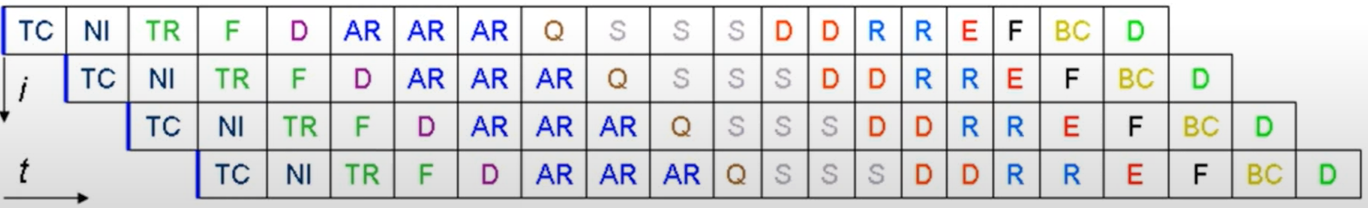 TC NI TR F D AR AR AR Q S S S D D R R E F BC D
i TC NI TR F D AR AR AR Q S S S D D R R E F BC D
TC NI TR F D AR AR AR Q S S S D D R R E F BC D
t TC NI TR F D AR AR AR Q S S S D D R R E F BC D